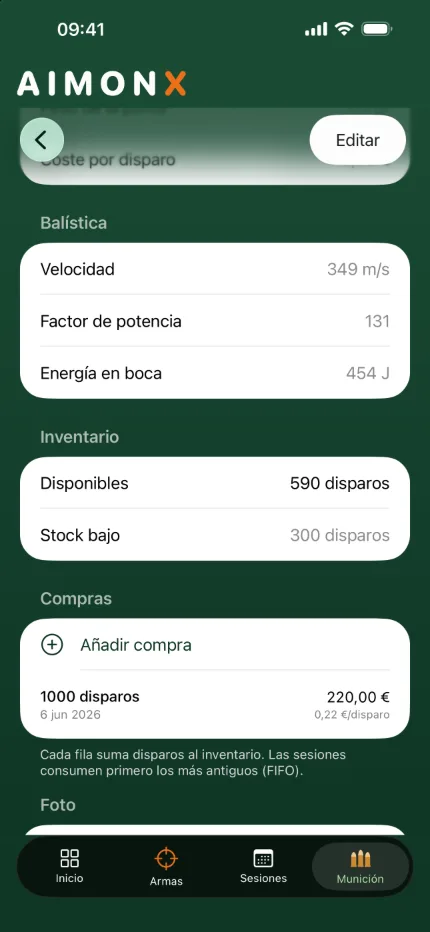 09:41
AIMONX
Editar
Coste por disparo
Balística
Velocidad 349 m/s
Factor de potencia 131
Energía en boca 454 J
Inventario
Disponibles 590 disparos
Stock bajo 300 disparos
Compras
Añadir compra
1000 disparos 220,00 €
6 jun 2026 0,22 €/disparo
Cada fila suma disparos al inventario. Las sesiones
consumen primero los más antiguos (FIFO).
Foto
Inicio Armas Sesiones Munición